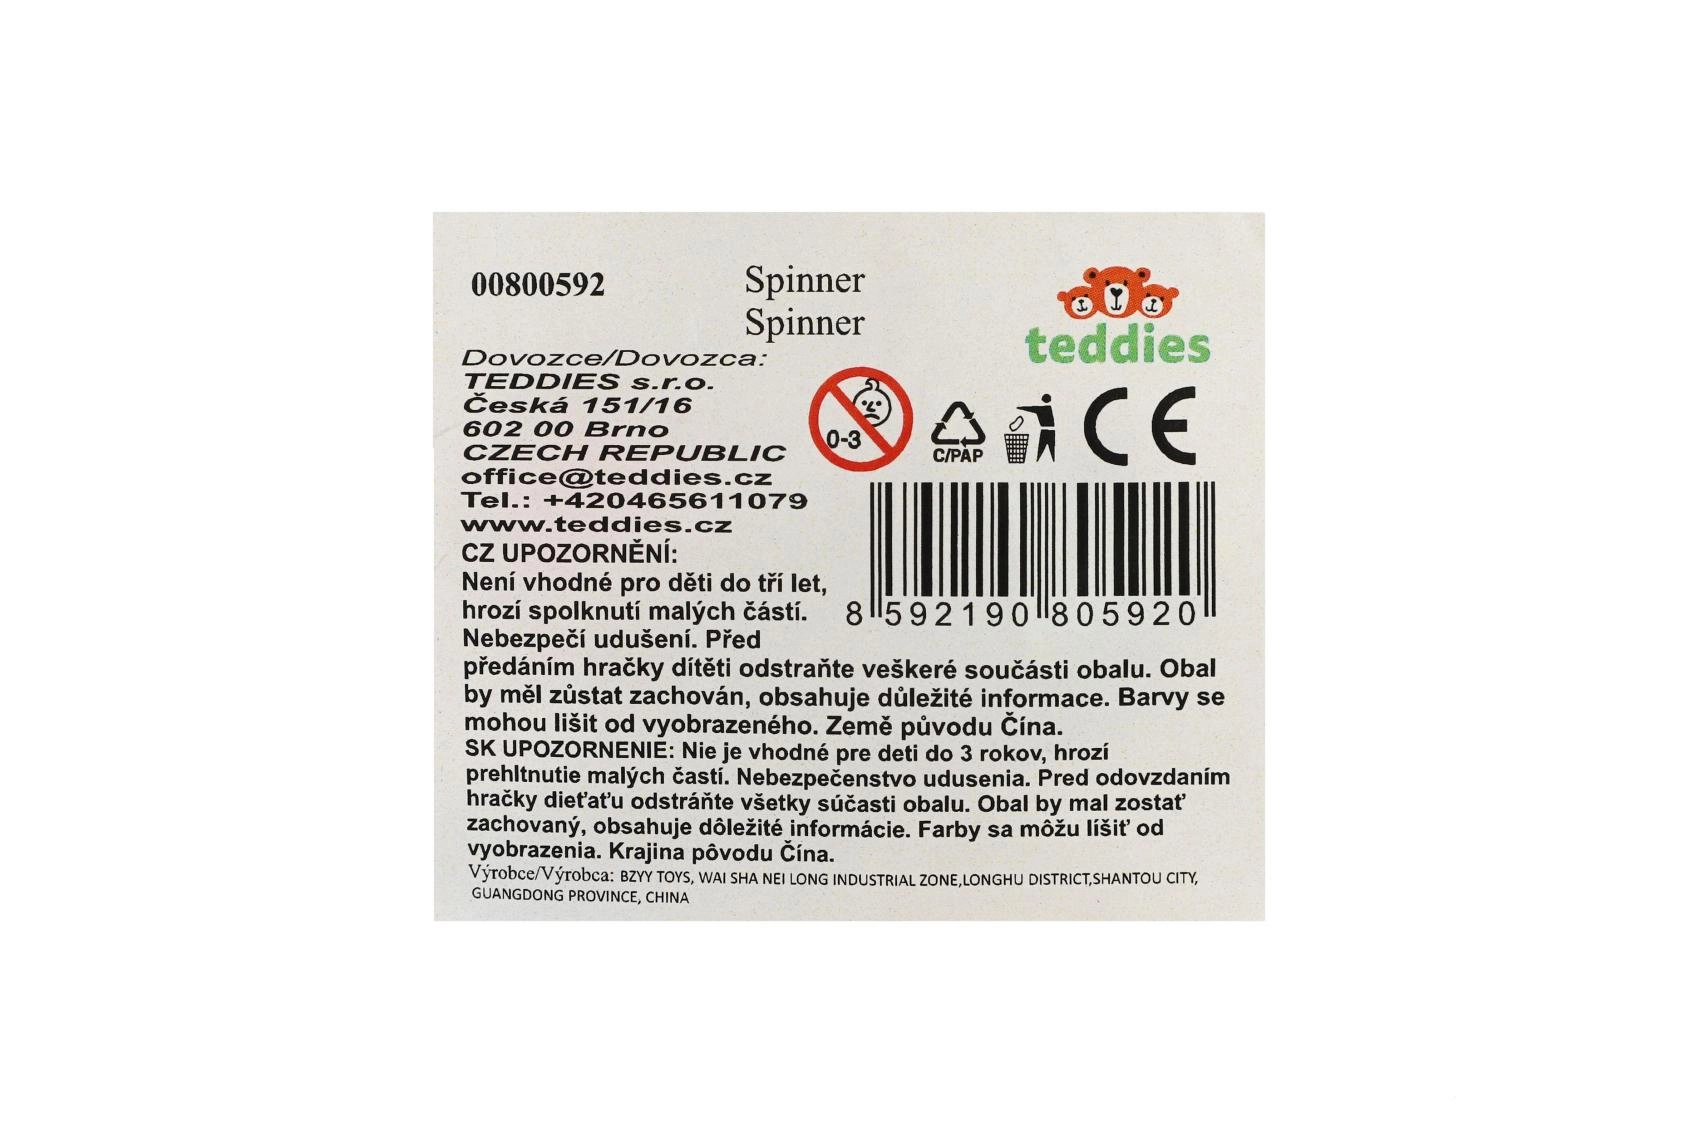 00800592
Spinner
Spinner
teddies
Dovozce/Dovozca:
TEDDIES s.r.o.
Česká 151/16
602 00 Brno
CZECH REPUBLIC
office@teddies.cz
Tel.: +420465611079
www.teddies.cz
0-3
C/PAP
CE
8 592190 805920
CZ UPOZORNĚNÍ:
Není vhodné pro děti do tří let,
hrozí spolknutí malých částí.
Nebezpečí udušení. Před
předáním hračky dítěti odstraňte veškeré součásti obalu. Obal
by měl zůstat zachován, obsahuje důležité informace. Barvy se
mohou lišit od vyobrazeného. Země původu Čína.
SK UPOZORNENIE: Nie je vhodné pre deti do 3 rokov, hrozí
prehltnutie malých častí. Nebezpečenstvo udusenia. Pred odovzdaním
hračky dieťaťu odstráňte všetky súčasti obalu. Obal by mal zostať
zachovaný, obsahuje dôležité informácie. Farby sa môžu líšiť od
vyobrazenia. Krajina pôvodu Čína.
Výrobce/Výrobca: BZYY TOYS, WAI SHA NEI LONG INDUSTRIAL ZONE,LONGHU DISTRICT,SHANTOU CITY,
GUANGDONG PROVINCE, CHINA